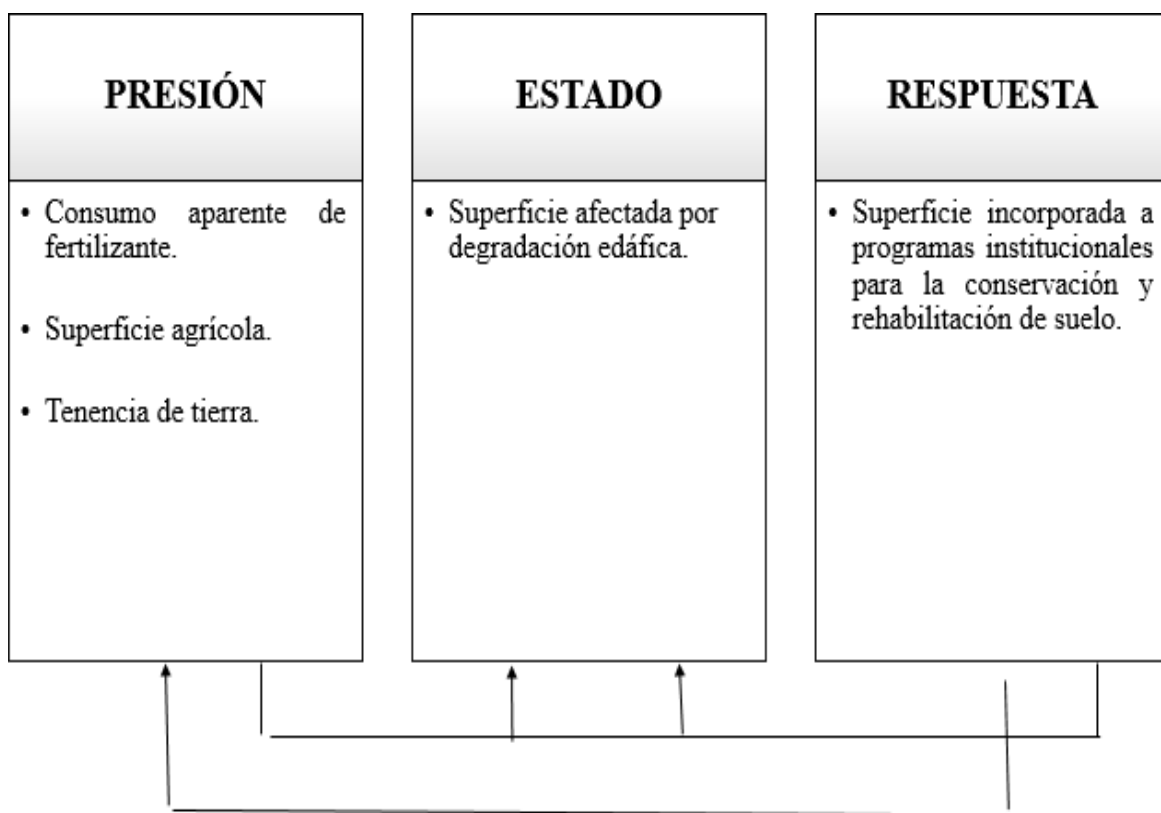 PRESIÓN
• Consumo aparente de
fertilizante.
• Superficie agrícola.
• Tenencia de tierra.
ESTADO
• Superficie afectada por
degradación edáfica.
RESPUESTA
• Superficie incorporada a
programas institucionales
para la conservación y
rehabilitación de suelo.